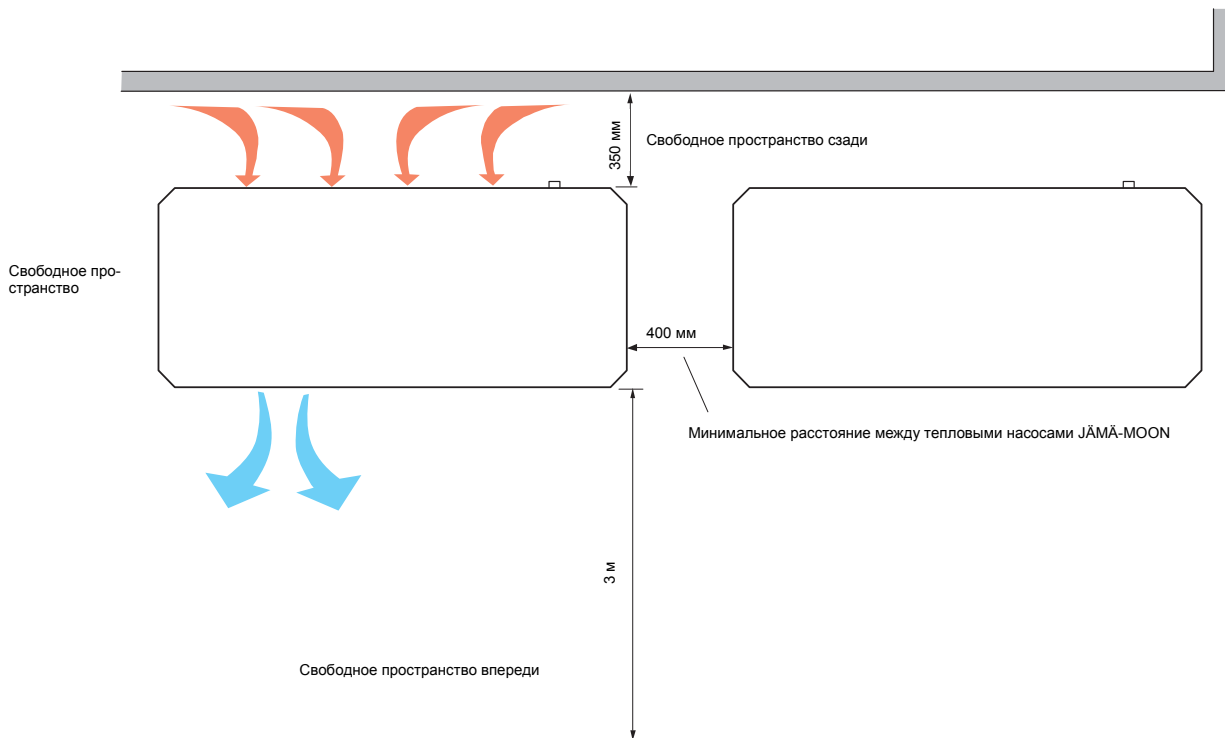 350 мм
Свободное пространство сзади
Свободное про-
странство
400 мм
Минимальное расстояние между тепловыми насосами JÄMÄ-MOON
3 м
Свободное пространство впереди